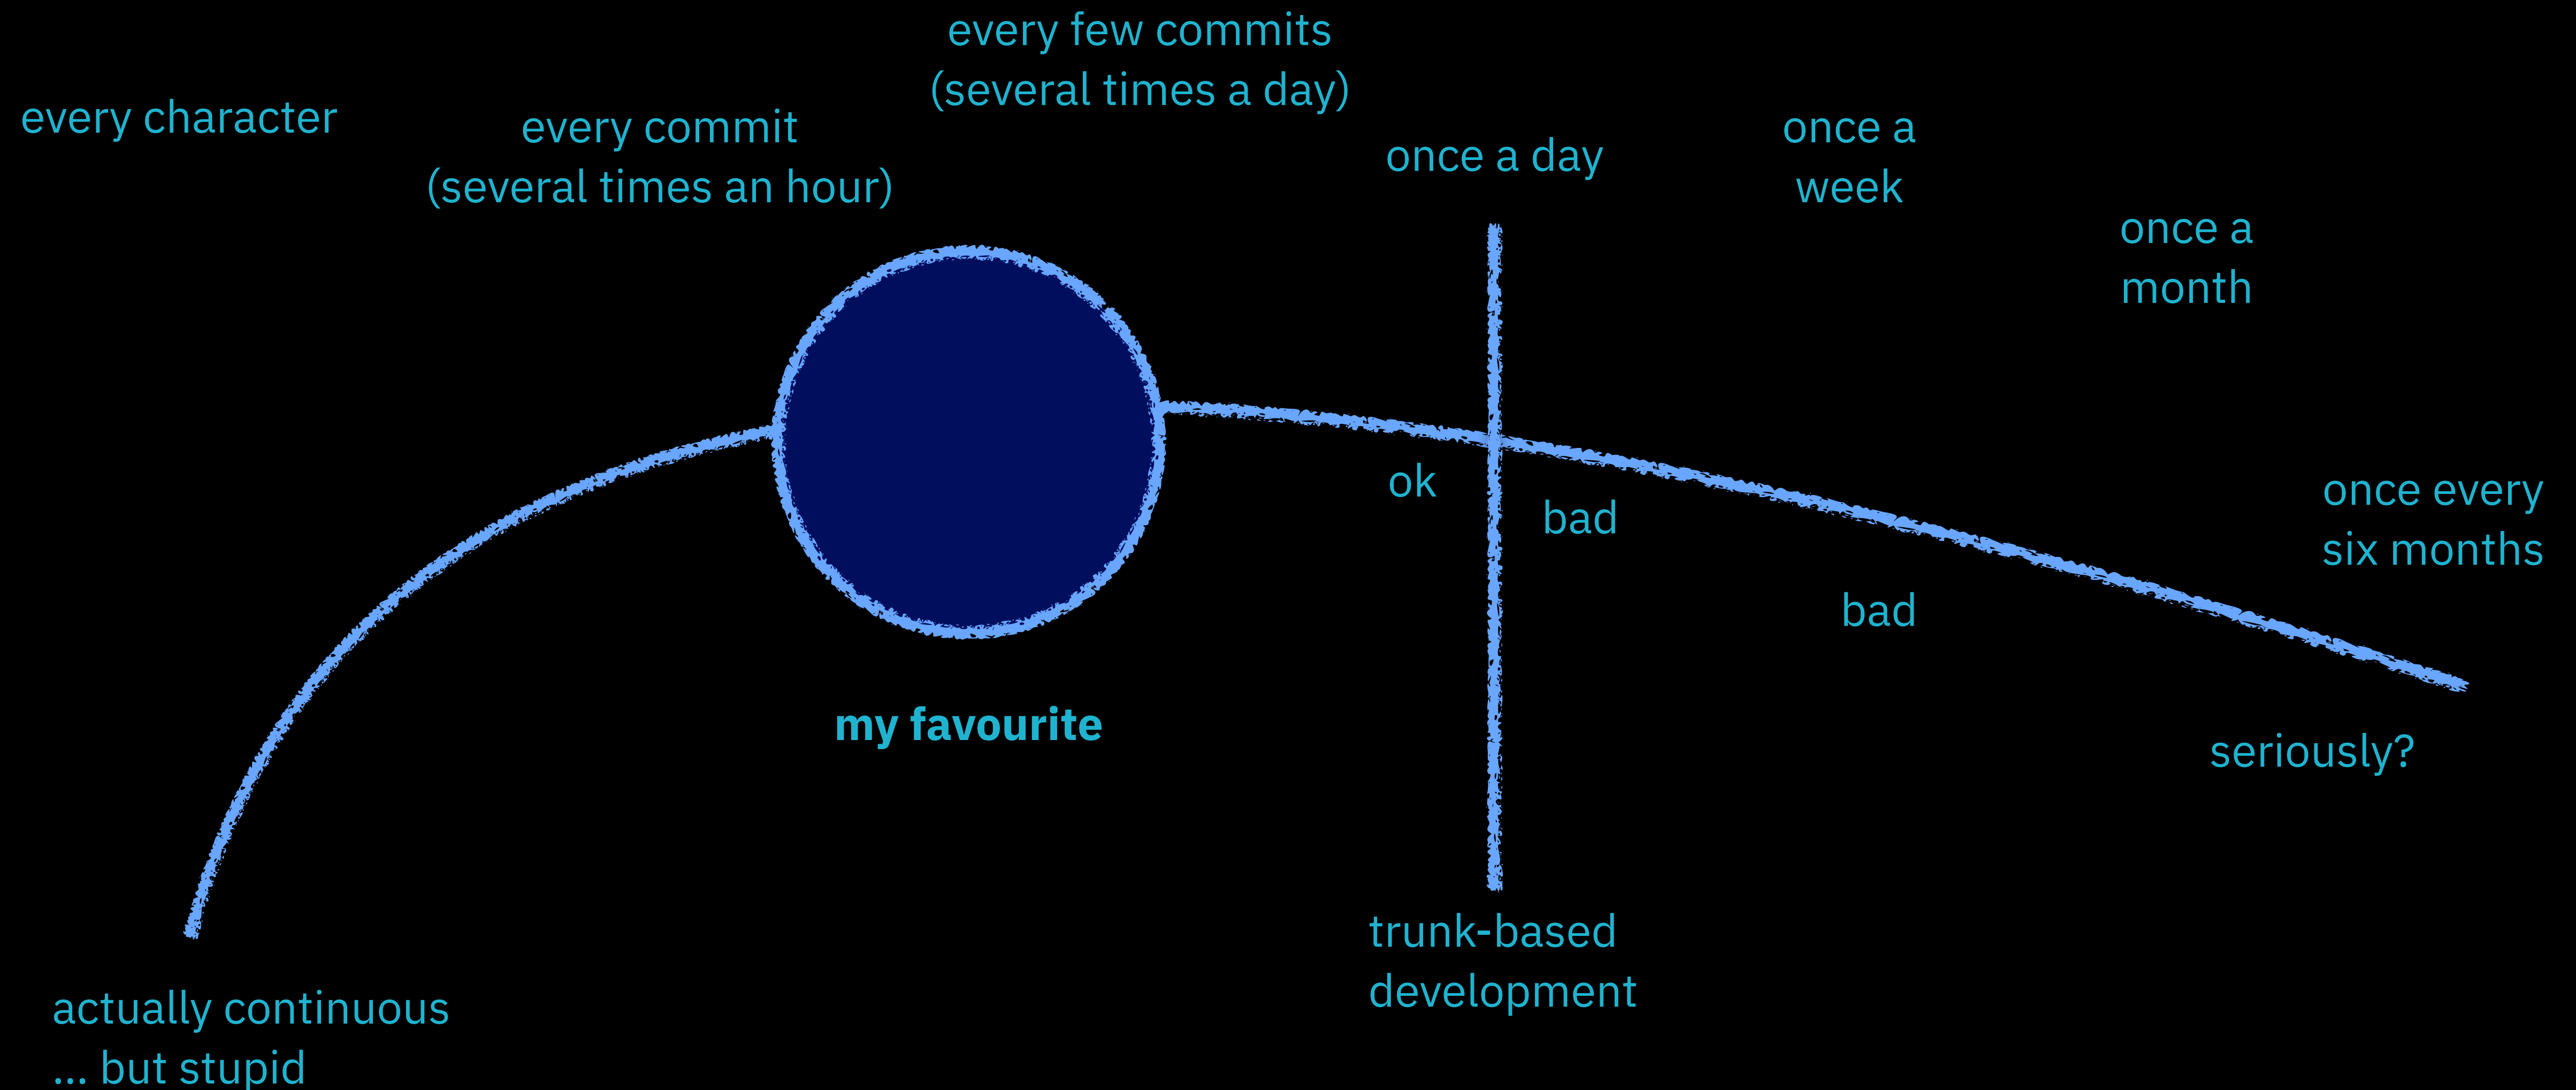 every few commits
(several times a day)
every character
every commit
(several times an hour)
once a day
once a
week
once a
month
ok
bad
once every
six months
bad
my favourite
seriously?
trunk-based
development
actually continuous
... but stupid